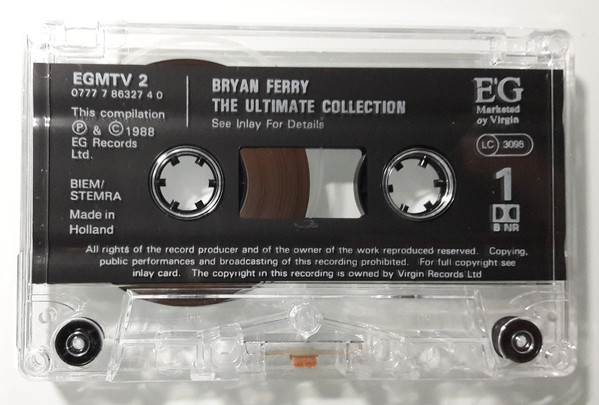 EGMTV 2
0777 7 86327 4 0
This compilation
Ⓟ & © 1988
EG Records
Ltd.
BIEM/
STEMRA
Made in
Holland
BRYAN FERRY
THE ULTIMATE COLLECTION
See Inlay For Details
E'G
Marketed
by Virgin
LC 3098
1
B NR
All rights of the record producer and of the owner of the work reproduced reserved. Copying,
public performances and broadcasting of this recording prohibited. For full copyright see
inlay card. The copyright in this recording is owned by Virgin Records Ltd